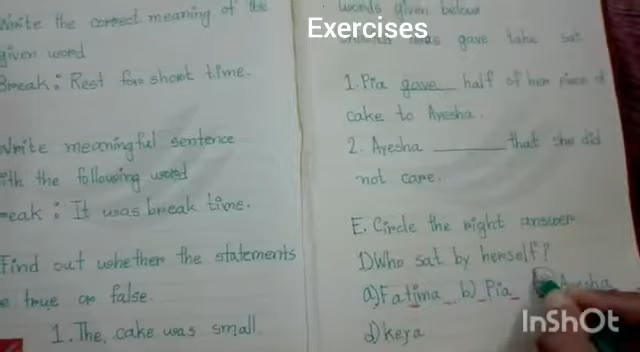 Write the correct meaning of the
given word
Break: Rest for short time.
Write meaningful sentence
with the following word
Break: It was break time.
Find out whether the statements
are true or false.
1. The cake was small.
words given below
Exercises
was gave take sat
1. Pia gave half of her piece of
cake to Ayesha.
2. Ayesha ______ that she did
not care.
E. Circle the right answer
1) Who sat by herself?
a) Fatima b) Pia Ayesha
d) Keya
InShOt